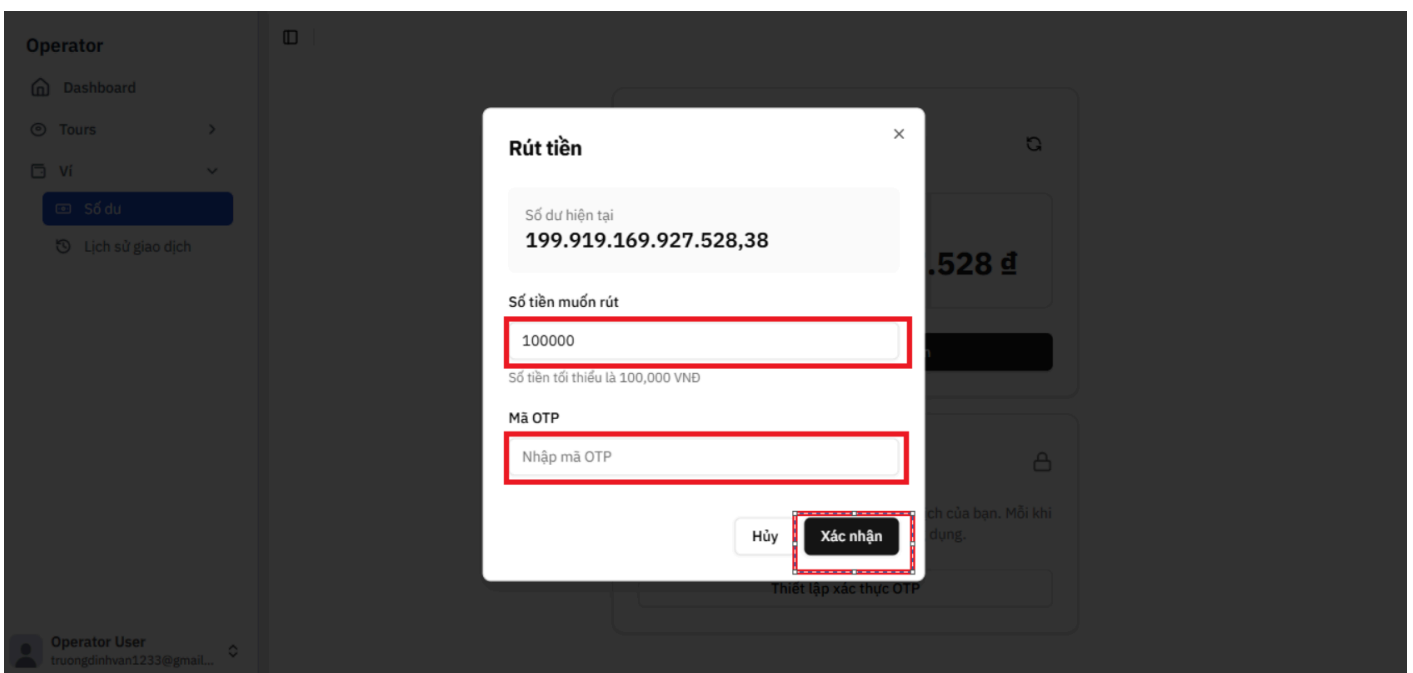 Operator
Dashboard
Tours
Ví
Số dư
Lịch sử giao dịch
Rút tiền
Số dư hiện tại
199.919.169.927.528,38
.528 ₫
Số tiền muốn rút
100000
Số tiền tối thiểu là 100,000 VNĐ
Mã OTP
Nhập mã OTP
ch của bạn. Mỗi khi
dụng.
Hủy
Xác nhận
Thiết lập xác thực OTP
Operator User
truongdinhvan1233@gmail...